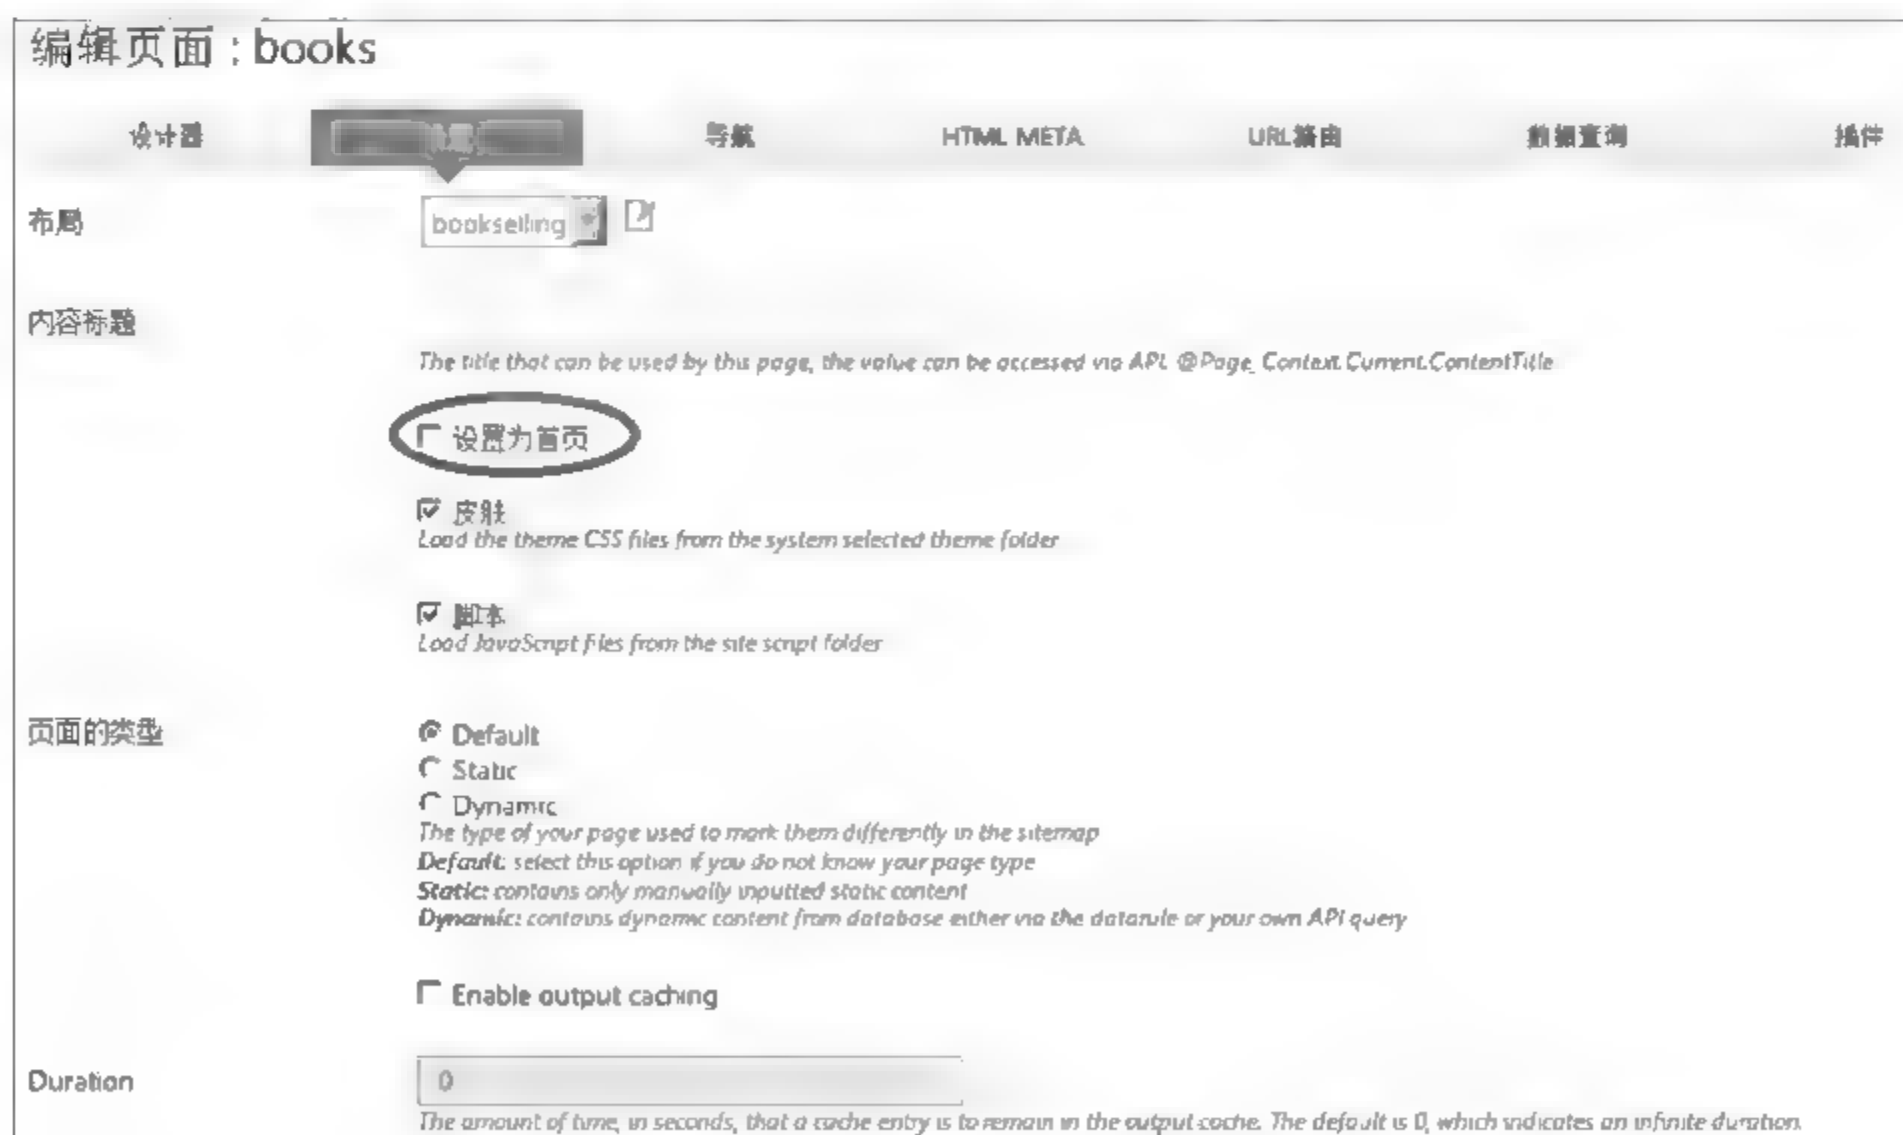 编辑页面 : books
设计器 导航 HTML META URL路由 数据查询 插件
布局 bookselling
内容标题
The title that can be used by this page, the value can be accessed via API. @Page_Context.Current.ContentTitle
设置为首页
皮肤
Load the theme CSS files from the system selected theme folder
脚本
Load JavaScript files from the site script folder
页面的类型 Default
Static
Dynamic
The type of your page used to mark them differently in the sitemap
Default: select this option if you do not know your page type
Static: contains only manually inputted static content
Dynamic: contains dynamic content from database either via the datarule or your own API query
Enable output caching
Duration 0
The amount of time, in seconds, that a cache entry is to remain in the output cache. The default is 0, which indicates an infinite duration.